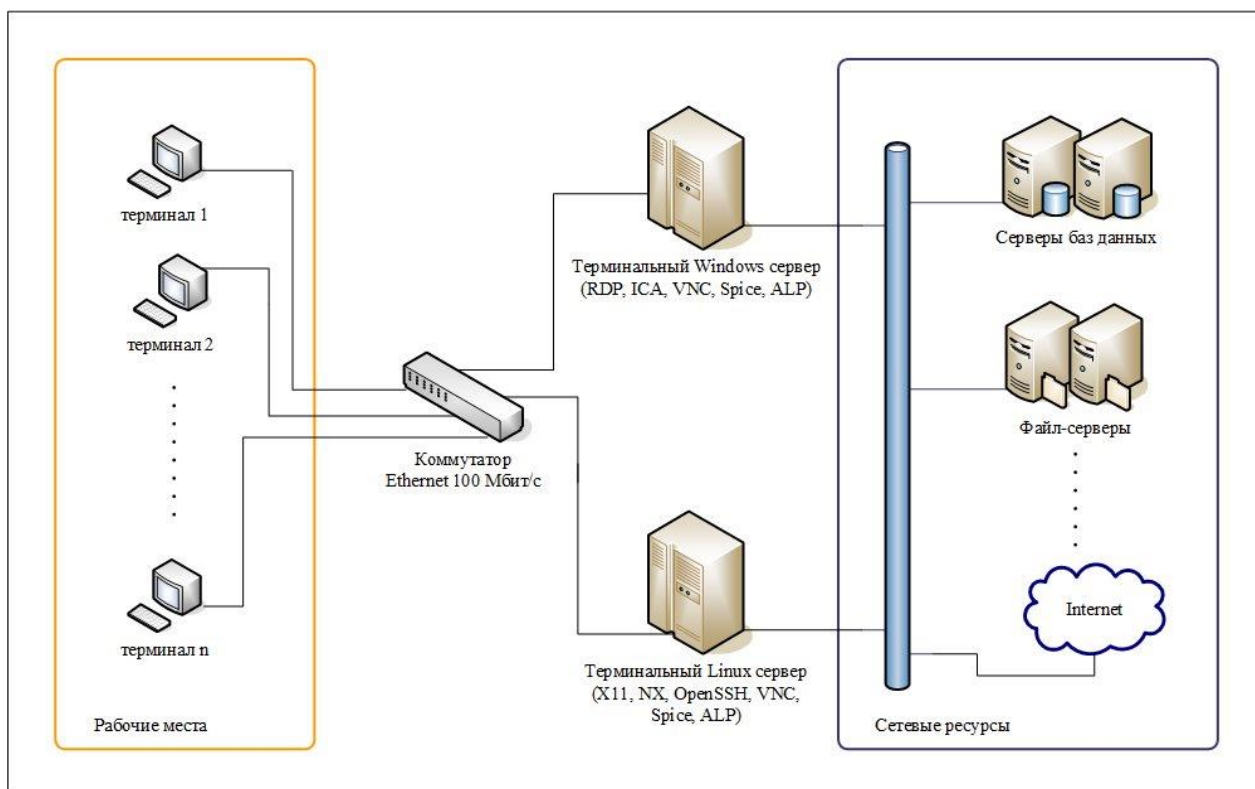 терминал 1
терминал 2
терминал n
Рабочие места
Коммутатор
Ethernet 100 Мбит/с
Терминальный Windows сервер
(RDP, ICA, VNC, Spice, ALP)
Терминальный Linux сервер
(X11, NX, OpenSSH, VNC,
Spice, ALP)
Серверы баз данных
Файл-серверы
Internet
Сетевые ресурсы